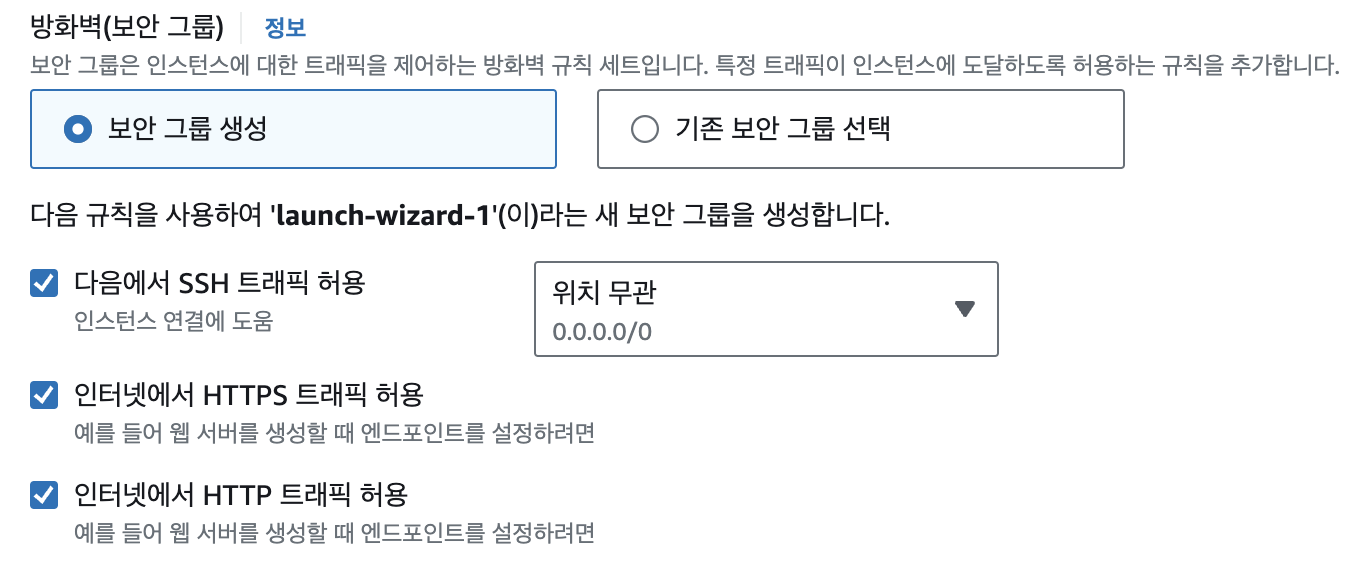 방화벽(보안 그룹) 정보
보안 그룹은 인스턴스에 대한 트래픽을 제어하는 방화벽 규칙 세트입니다. 특정 트래픽이 인스턴스에 도달하도록 허용하는 규칙을 추가합니다.
보안 그룹 생성
기존 보안 그룹 선택
다음 규칙을 사용하여 'launch-wizard-1'(이)라는 새 보안 그룹을 생성합니다.
다음에서 SSH 트래픽 허용
인스턴스 연결에 도움
위치 무관
0.0.0.0/0
인터넷에서 HTTPS 트래픽 허용
예를 들어 웹 서버를 생성할 때 엔드포인트를 설정하려면
인터넷에서 HTTP 트래픽 허용
예를 들어 웹 서버를 생성할 때 엔드포인트를 설정하려면